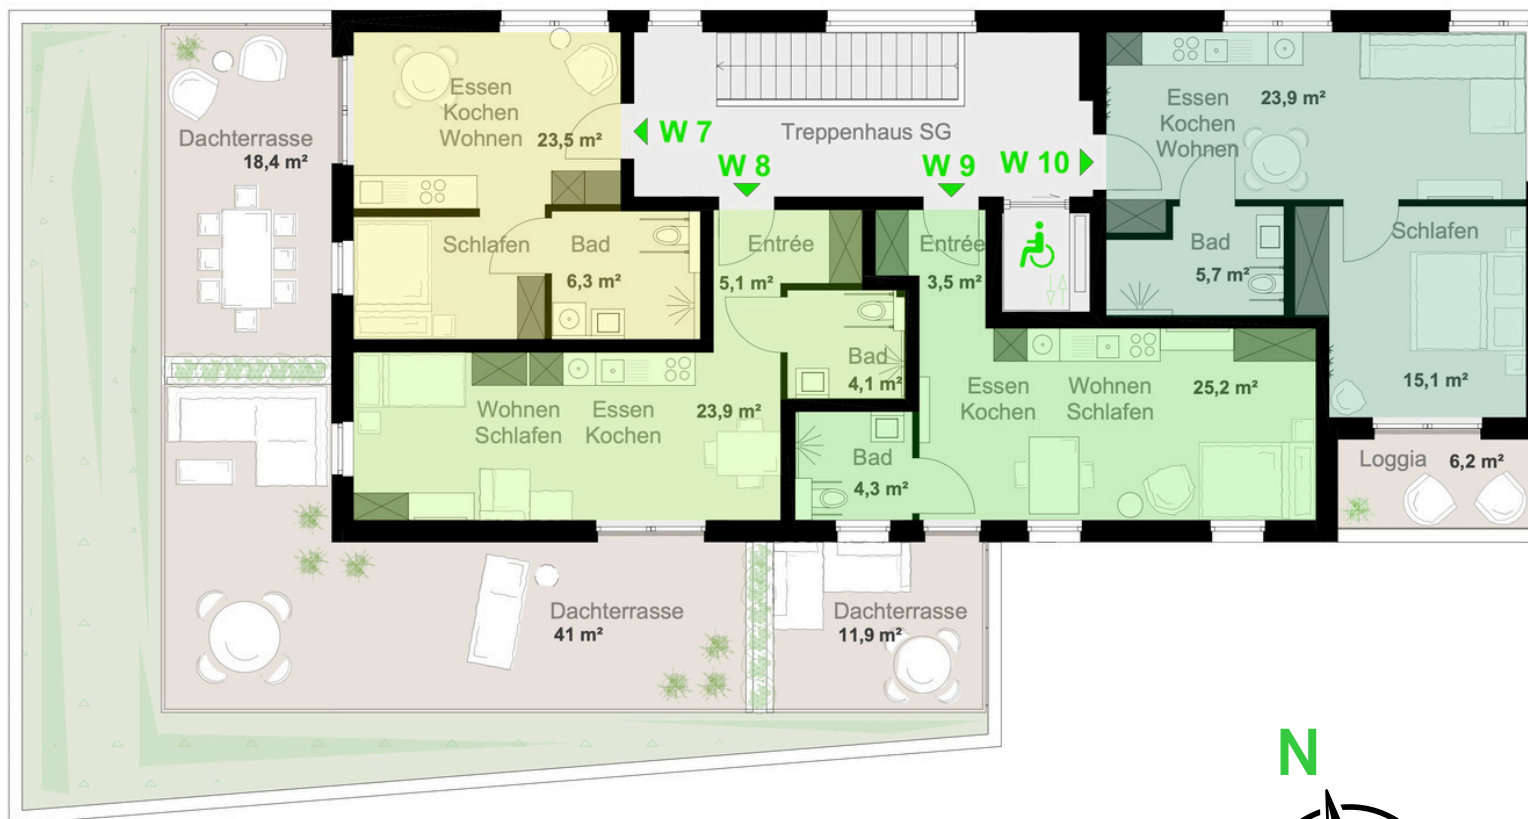 Essen
Kochen
Wohnen 23,5 m²
Dachterrasse
18,4 m²
W 7
Treppenhaus SG
W 8
W 9
W 10
Essen 23,9 m²
Kochen
Wohnen
Schlafen
Bad
6,3 m²
Entrée
5,1 m²
Entrée
3,5 m²
Bad
5,7 m²
Schlafen
15,1 m²
Bad
4,1 m²
Wohnen Essen 23,9 m²
Schlafen Kochen
Essen Wohnen 25,2 m²
Kochen Schlafen
Bad
4,3 m²
Loggia 6,2 m²
Dachterrasse
41 m²
Dachterrasse
11,9 m²
N